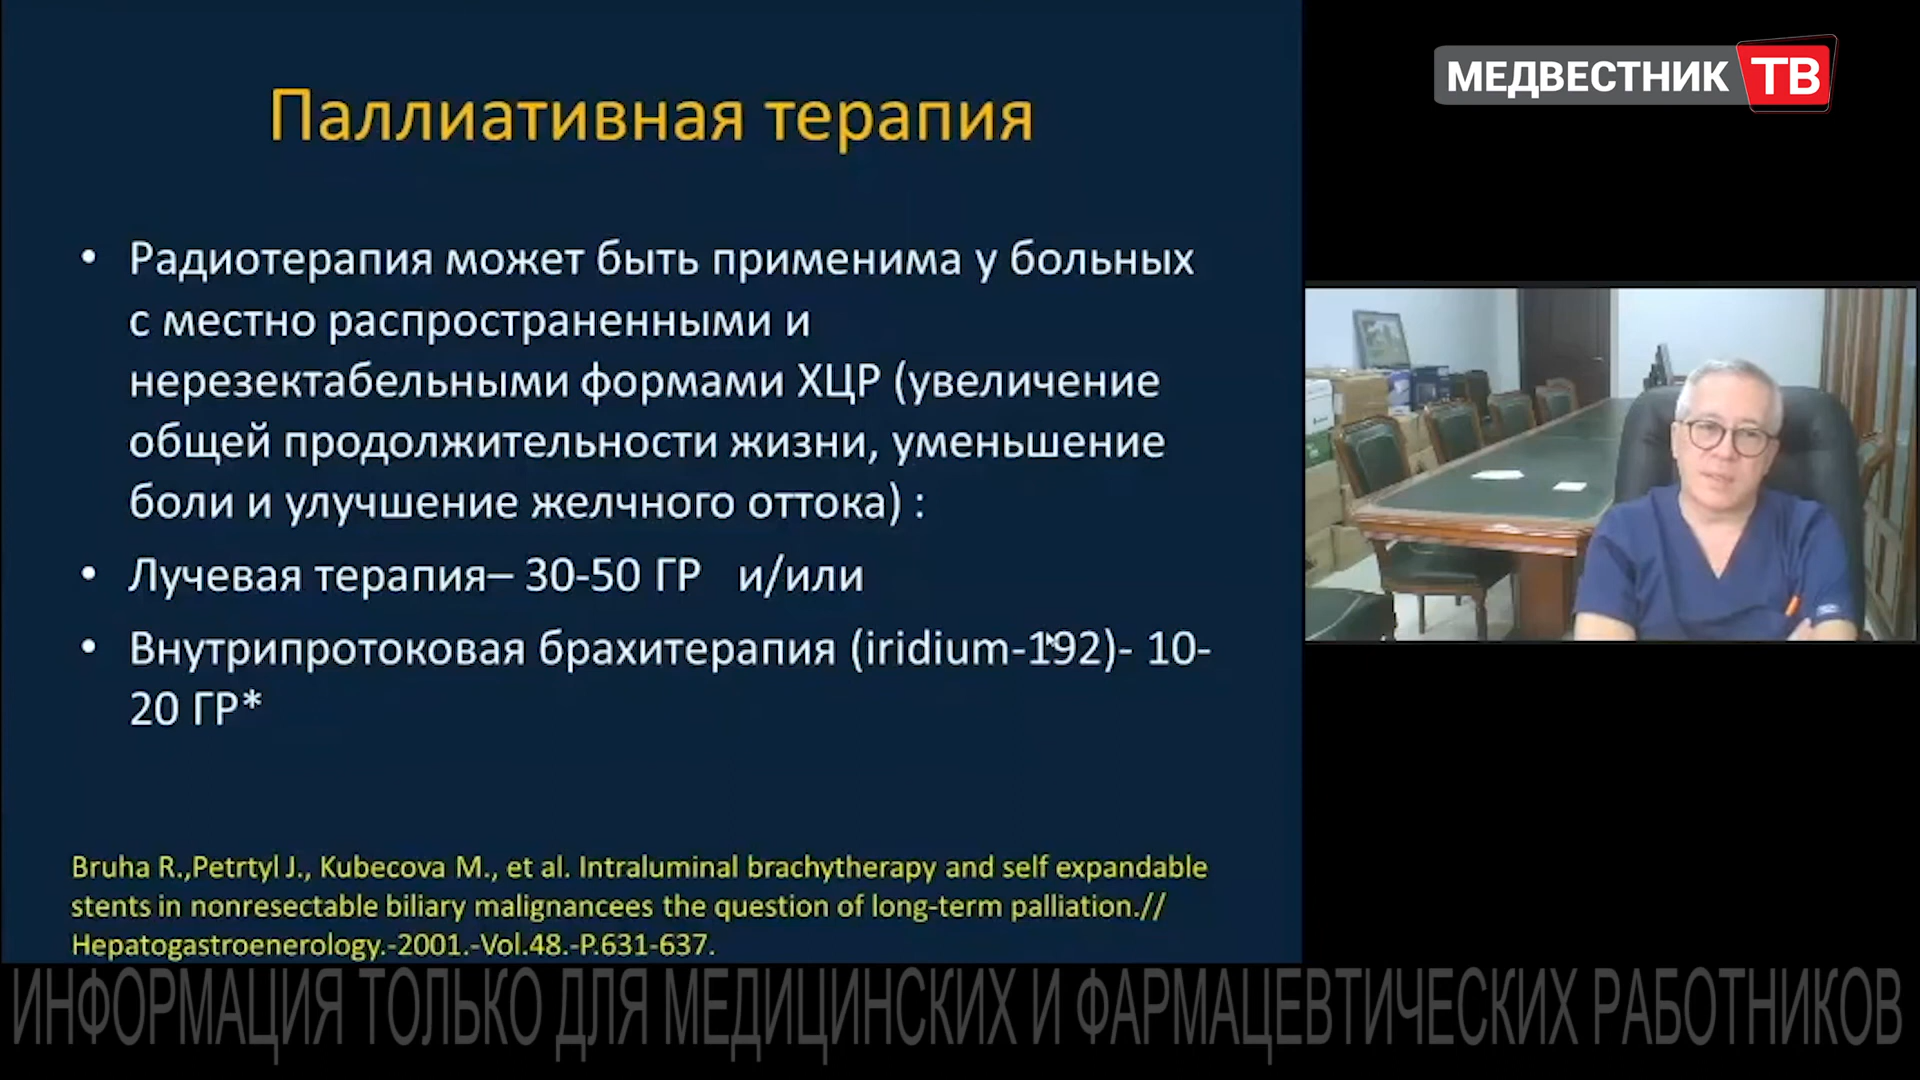 МЕДВЕСТНИК ТВ
Паллиативная терапия
• Радиотерапия может быть применима у больных
с местно распространенными и
нерезектабельными формами ХЦР (увеличение
общей продолжительности жизни, уменьшение
боли и улучшение желчного оттока) :
• Лучевая терапия– 30-50 ГР и/или
• Внутрипротоковая брахитерапия (iridium-192)- 10-
20 ГР*
Bruha R.,Petrtyl J., Kubecova M., et al. Intraluminal brachytherapy and self expandable
stents in nonresectable biliary malignancees the question of long-term palliation.//
Hepatogastroenerology.-2001.-Vol.48.-P.631-637.
ИНФОРМАЦИЯ ТОЛЬКО ДЛЯ МЕДИЦИНСКИХ И ФАРМАЦЕВТИЧЕСКИХ РАБОТНИКОВ